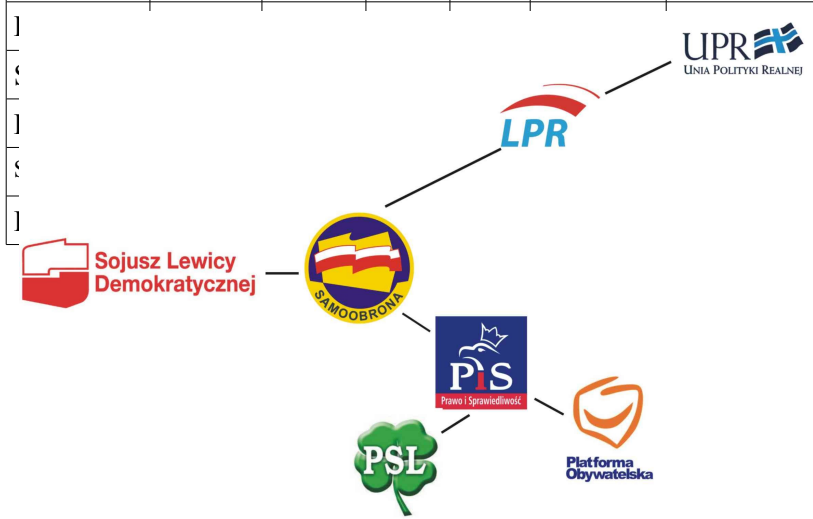 UPR
UNIA POLITYKI REALNEJ
LPR
Sojusz Lewicy
Demokratycznej
SAMOOBRONA
PiS
Prawo i Sprawiedliwość
PSL
Platforma
Obywatelska